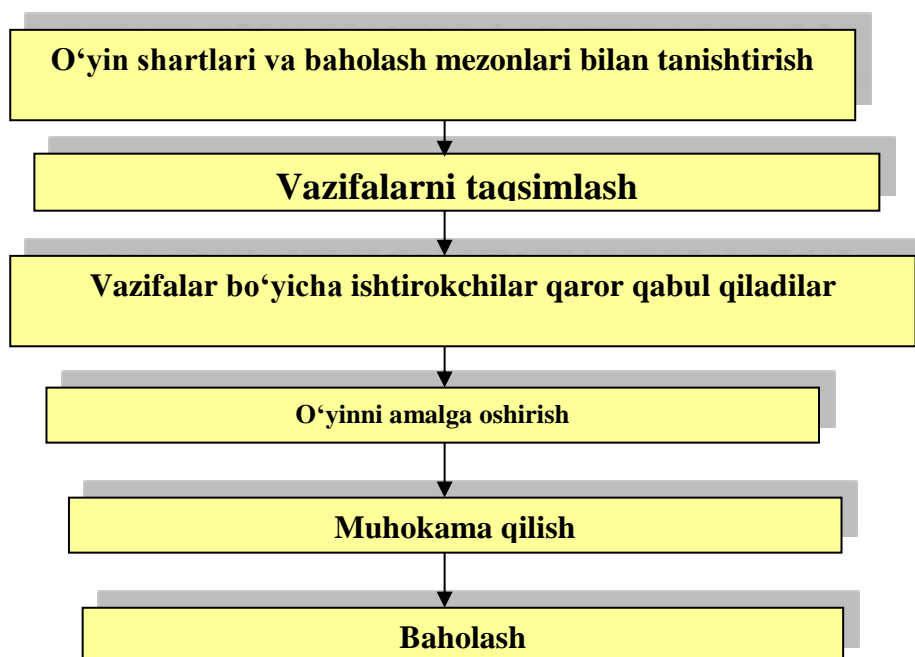 O‘yin shartlari va baholash mezonlari bilan tanishtirish
Vazifalarni taqsimlash
Vazifalar bo‘yicha ishtirokchilar qaror qabul qiladilar
O‘yinni amalga oshirish
Muhokama qilish
Baholash